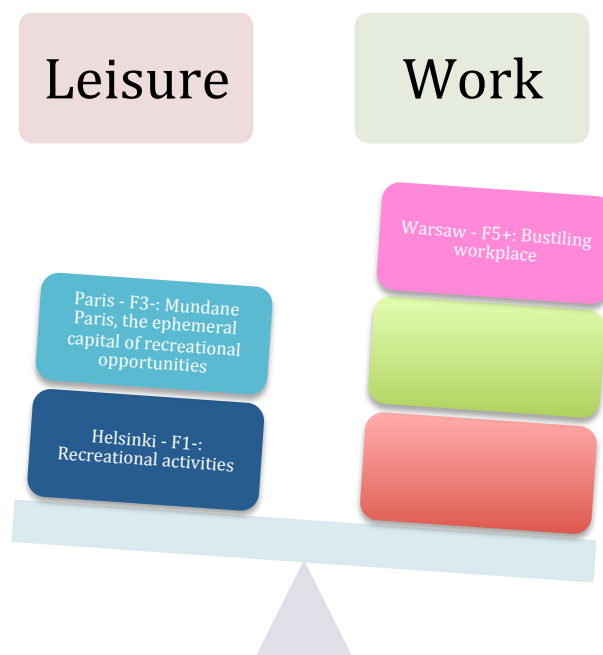 Leisure
Work
Warsaw - F5+: Bustiling
workplace
Paris - F3-: Mundane
Paris, the ephemeral
capital of recreational
opportunities
Helsinki - F1-:
Recreational activities